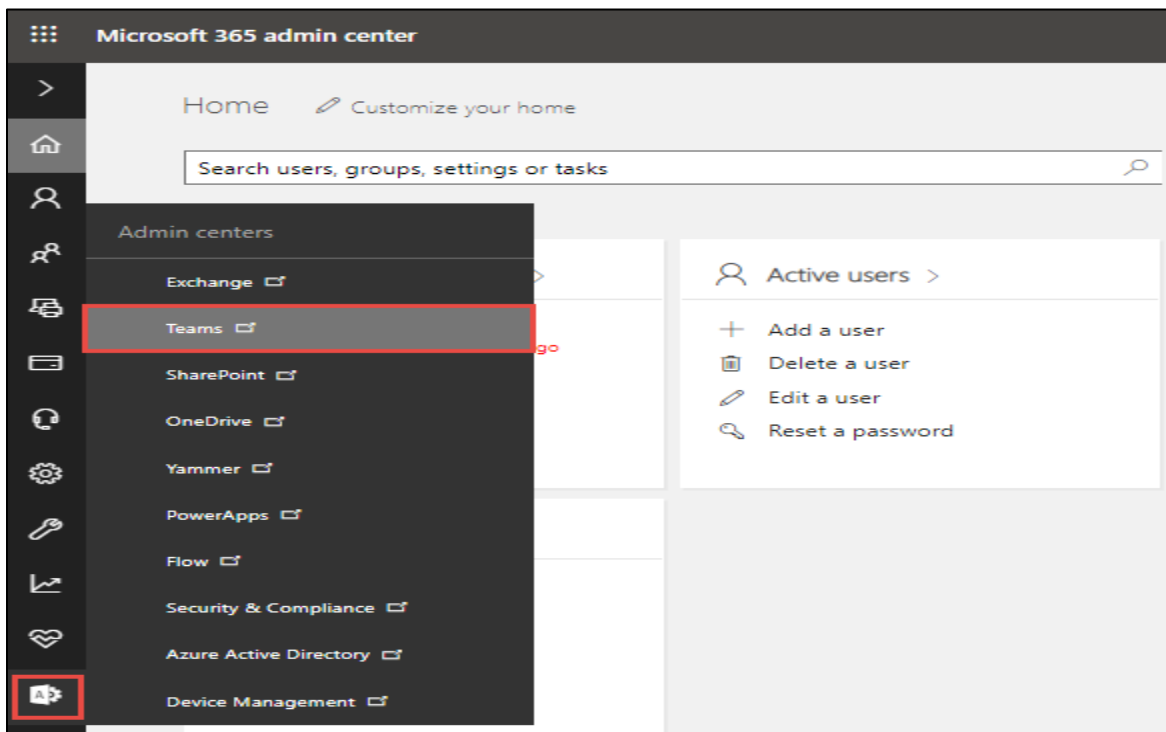 Microsoft 365 admin center
Home Customize your home
Search users, groups, settings or tasks
Admin centers
Exchange
Teams
SharePoint
OneDrive
Yammer
PowerApps
Flow
Security & Compliance
Azure Active Directory
Device Management
go
Active users >
Add a user
Delete a user
Edit a user
Reset a password